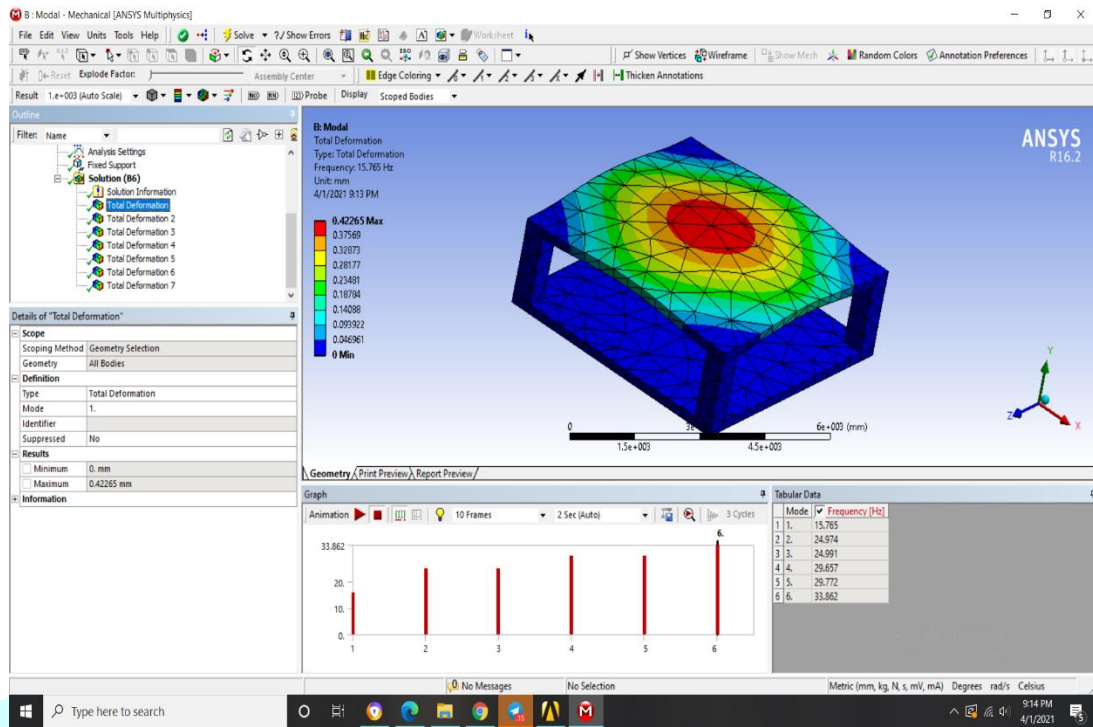 B : Modal - Mechanical [ANSYS Multiphysics]
File Edit View Units Tools Help Solve ?/ Show Errors Worksheet
Show Vertices Wireframe Show Mesh Random Colors Annotation Preferences
Reset Explode Factor: Assembly Center Edge Coloring Thicken Annotations
Result 1.e+003 (Auto Scale) Probe Display Scoped Bodies
Outline
Filter: Name
Analysis Settings
Fixed Support
Solution (B6)
Solution Information
Total Deformation
Total Deformation 2
Total Deformation 3
Total Deformation 4
Total Deformation 5
Total Deformation 6
Total Deformation 7
Details of "Total Deformation"
Scope
Scoping Method Geometry Selection
Geometry All Bodies
Definition
Type Total Deformation
Mode 1.
Identifier
Suppressed No
Results
Minimum 0. mm
Maximum 0.42265 mm
Information
B: Modal
Total Deformation
Type: Total Deformation
Frequency: 15.765 Hz
Unit: mm
4/1/2021 9:13 PM
0.42265 Max
0.37569
0.32873
0.28177
0.23481
0.18784
0.14088
0.093922
0.046961
0 Min
ANSYS
R16.2
Y
Z
X
0 3e 6e+003 (mm)
1.5e+003 4.5e+003
Geometry Print Preview Report Preview
Graph
Animation 10 Frames 2 Sec (Auto) 3 Cycles
6.
33.862
20.
10.
0.
1 2 3 4 5 6
Tabular Data
Mode Frequency [Hz]
1 1. 15.765
2 2. 24.974
3 3. 24.991
4 4. 29.657
5 5. 29.772
6 6. 33.862
No Messages No Selection Metric (mm, kg, N, s, mV, mA) Degrees rad/s Celsius
Type here to search
9:14 PM
4/1/2021